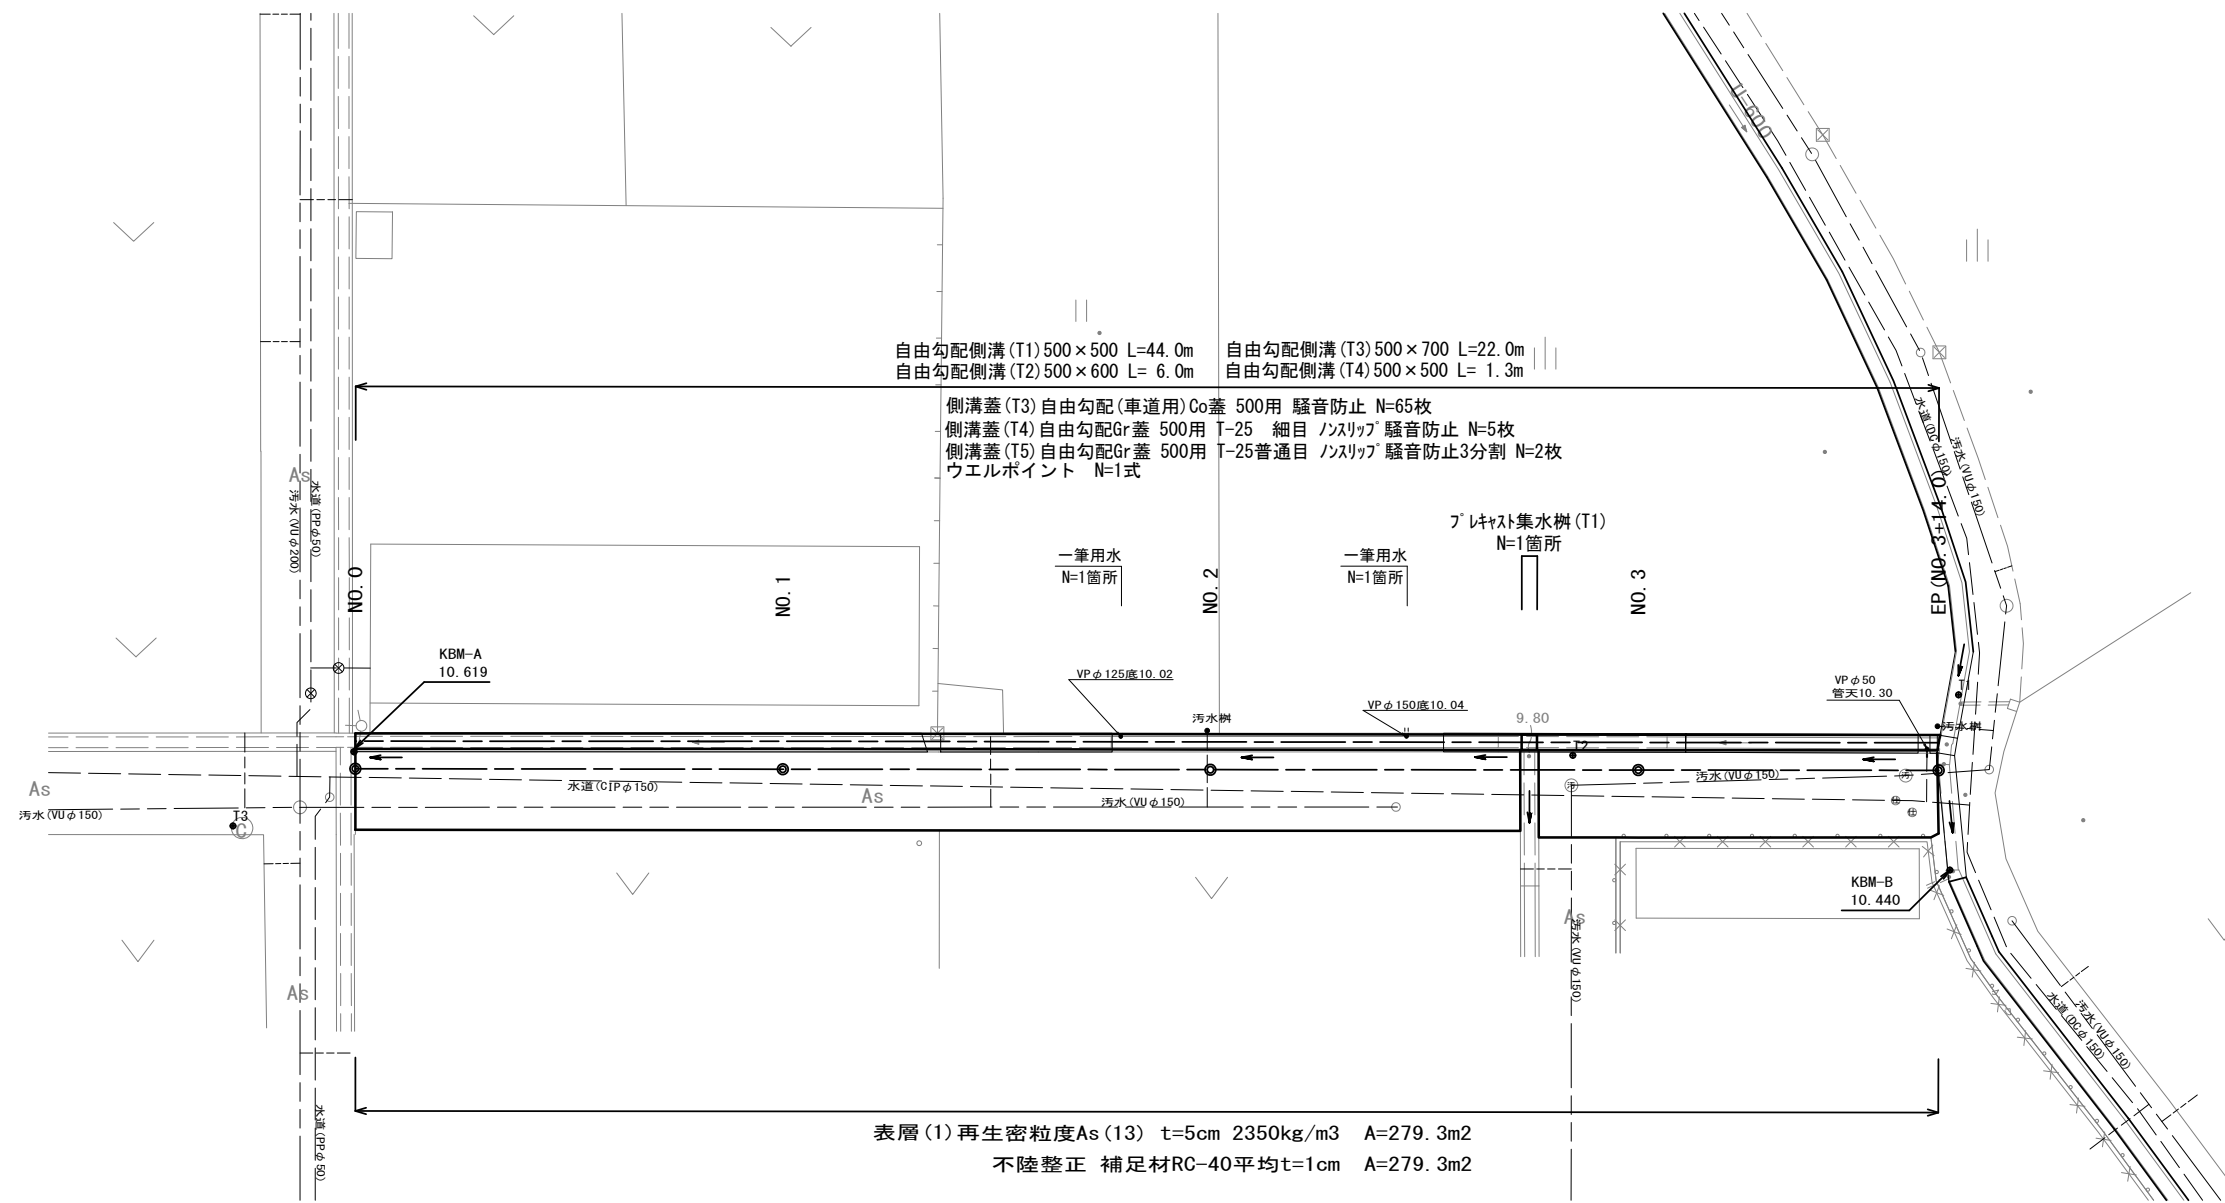 U-600
自由勾配側溝(T1)500×500 L=44.0m 自由勾配側溝(T3)500×700 L=22.0m
自由勾配側溝(T2)500×600 L= 6.0m 自由勾配側溝(T4)500×500 L= 1.3m
側溝蓋(T3)自由勾配(車道用)Co蓋 500用 騒音防止 N=65枚
側溝蓋(T4)自由勾配Gr蓋 500用 T-25 細目 ノンスリップ騒音防止 N=5枚
側溝蓋(T5)自由勾配Gr蓋 500用 T-25普通目 ノンスリップ騒音防止3分割 N=2枚
ウエルポイント N=1式
水道(DCφ150)
汚水(VUφ150)
As
汚水(VUφ200)
水道(PPφ50)
プレキャスト集水桝(T1)
N=1箇所
一筆用水
N=1箇所
一筆用水
N=1箇所
NO.0
NO.1
NO.2
NO.3
EP(NO.3+14.0)
KBM-A
10.619
VPφ125底10.02
VPφ150底10.04
VPφ50
管天10.30
T1
汚水桝
9.80
汚水桝
T2
As
水道(CIPφ150)
As
汚水(VUφ150)
汚水(VUφ150)
汚
汚
汚水(VUφ150)
T3
C
KBM-B
10.440
As
汚水(VUφ150)
As
水道(PPφ50)
水道(DCφ150)
汚水(VUφ150)
表層(1)再生密粒度As(13) t=5cm 2350kg/m3 A=279.3m2
不陸整正 補足材RC-40平均t=1cm A=279.3m2